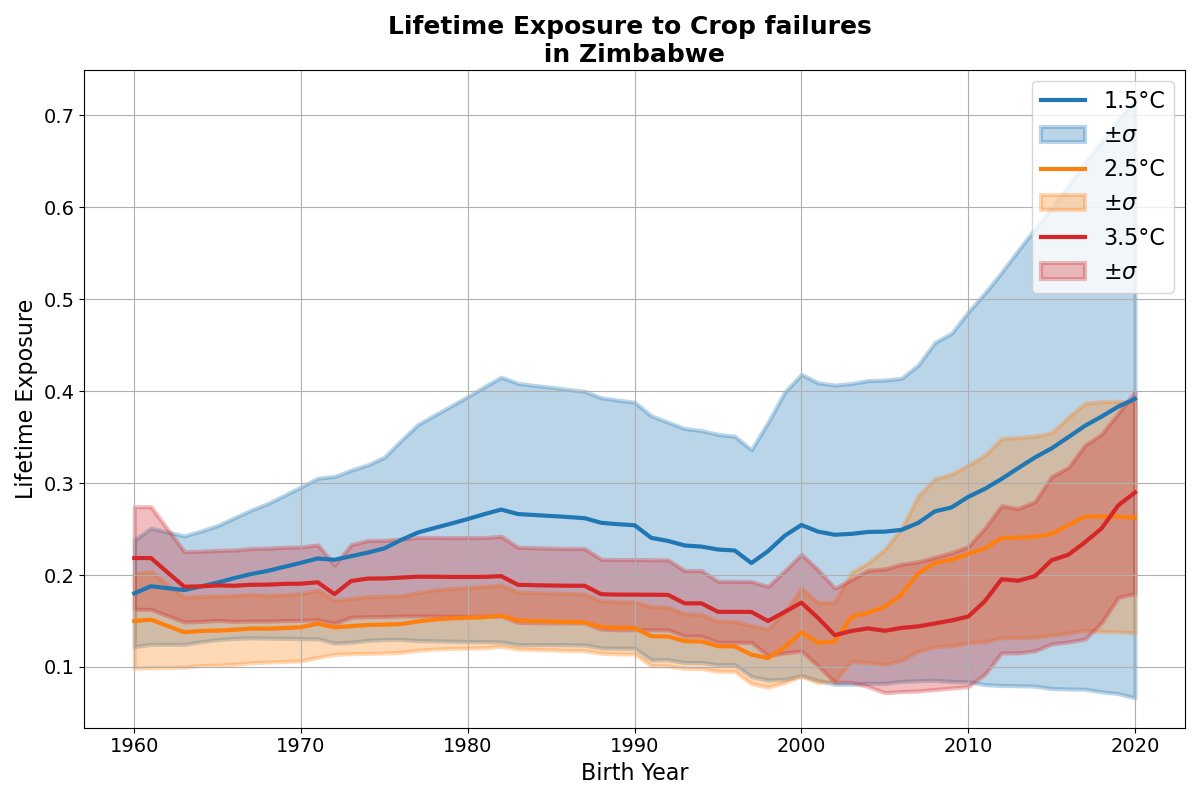 Lifetime Exposure to Crop failures
in Zimbabwe
Lifetime Exposure
0.7
0.6
0.5
0.4
0.3
0.2
0.1
1.5°C
±σ
2.5°C
±σ
3.5°C
±σ
1960 1970 1980 1990 2000 2010 2020
Birth Year